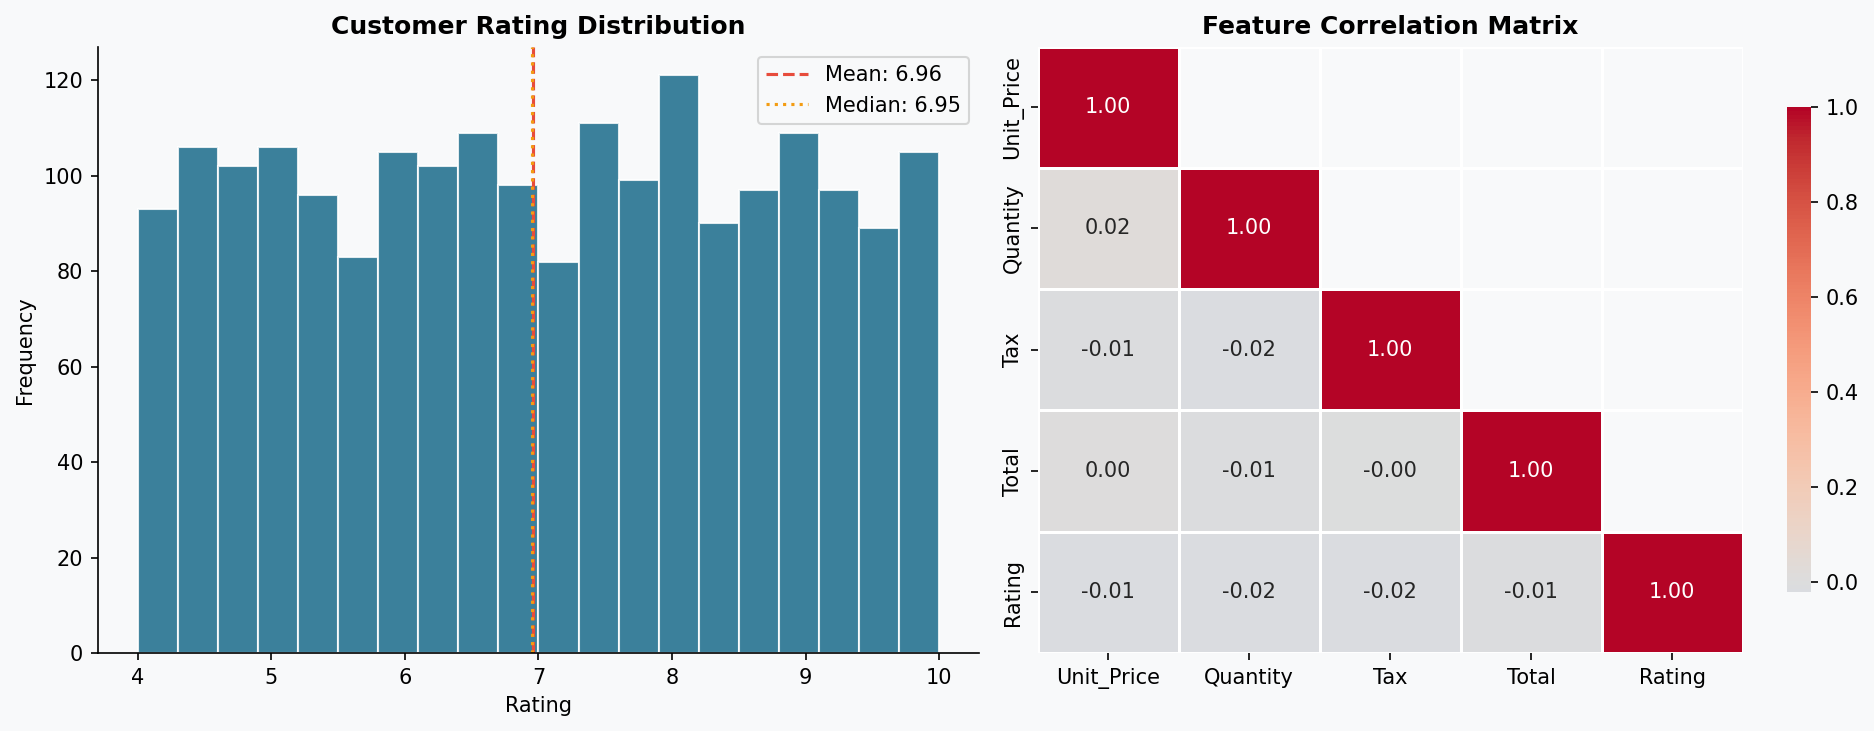 Customer Rating Distribution
Mean: 6.96
Median: 6.95
120
100
80
60
40
20
0
Frequency
4 5 6 7 8 9 10
Rating
Feature Correlation Matrix
Unit_Price
1.00
Quantity
0.02 1.00
Tax
-0.01 -0.02 1.00
Total
0.00 -0.01 -0.00 1.00
Rating
-0.01 -0.02 -0.02 -0.01 1.00
Unit_Price Quantity Tax Total Rating
1.0
0.8
0.6
0.4
0.2
0.0